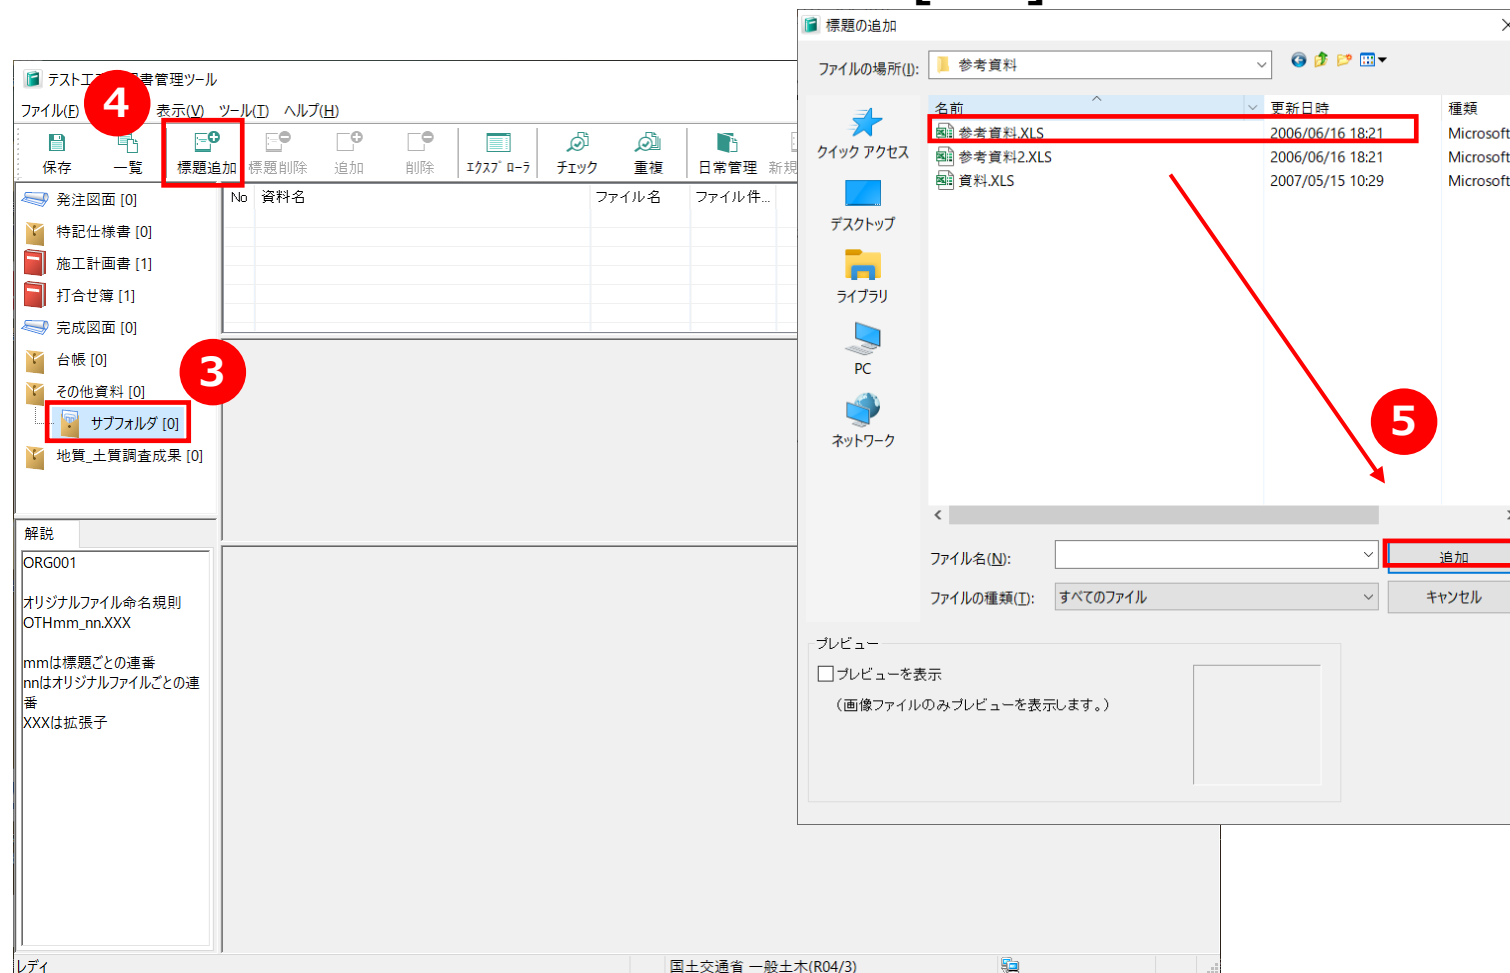 標題の追加
ファイルの場所(I): 参考資料
名前 更新日時 種類
参考資料.XLS 2006/06/16 18:21 Microsoft
参考資料2.XLS 2006/06/16 18:21 Microsoft
資料.XLS 2007/05/15 10:29 Microsoft
クイック アクセス
デスクトップ
ライブラリ
PC
ネットワーク
5
ファイル名(N): 追加
ファイルの種類(T): すべてのファイル キャンセル
プレビュー
プレビューを表示
(画像ファイルのみプレビューを表示します。)
テストエ 書管理ツール
ファイル(F) 4 表示(V) ツール(T) ヘルプ(H)
保存 一覧 標題追加 標題削除 追加 削除 エクスプローラ チェック 重複 日常管理 新規
発注図面 [0]
特記仕様書 [0]
施工計画書 [1]
打合せ簿 [1]
完成図面 [0]
台帳 [0]
3
その他資料 [0]
サブフォルダ [0]
地質_土質調査成果 [0]
No 資料名 ファイル名 ファイル件...
解説
ORG001
オリジナルファイル命名規則
OTHmm_nn.XXX
mmは標題ごとの連番
nnはオリジナルファイルごとの連
番
XXXは拡張子
レディ 国土交通省 一般土木(R04/3)